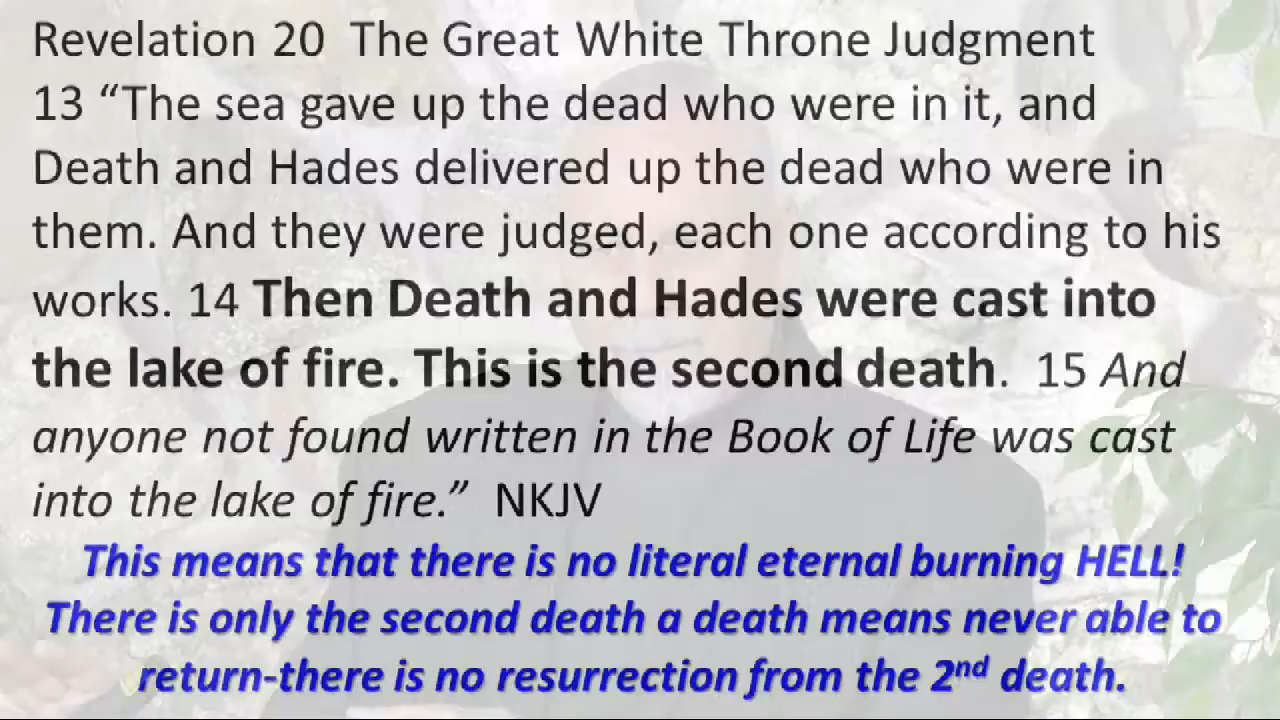 Revelation 20 The Great White Throne Judgment
13 “The sea gave up the dead who were in it, and
Death and Hades delivered up the dead who were in
them. And they were judged, each one according to his
works. 14 Then Death and Hades were cast into
the lake of fire. This is the second death. 15 And
anyone not found written in the Book of Life was cast
into the lake of fire.” NKJV
This means that there is no literal eternal burning HELL!
There is only the second death a death means never able to
return-there is no resurrection from the 2nd death.